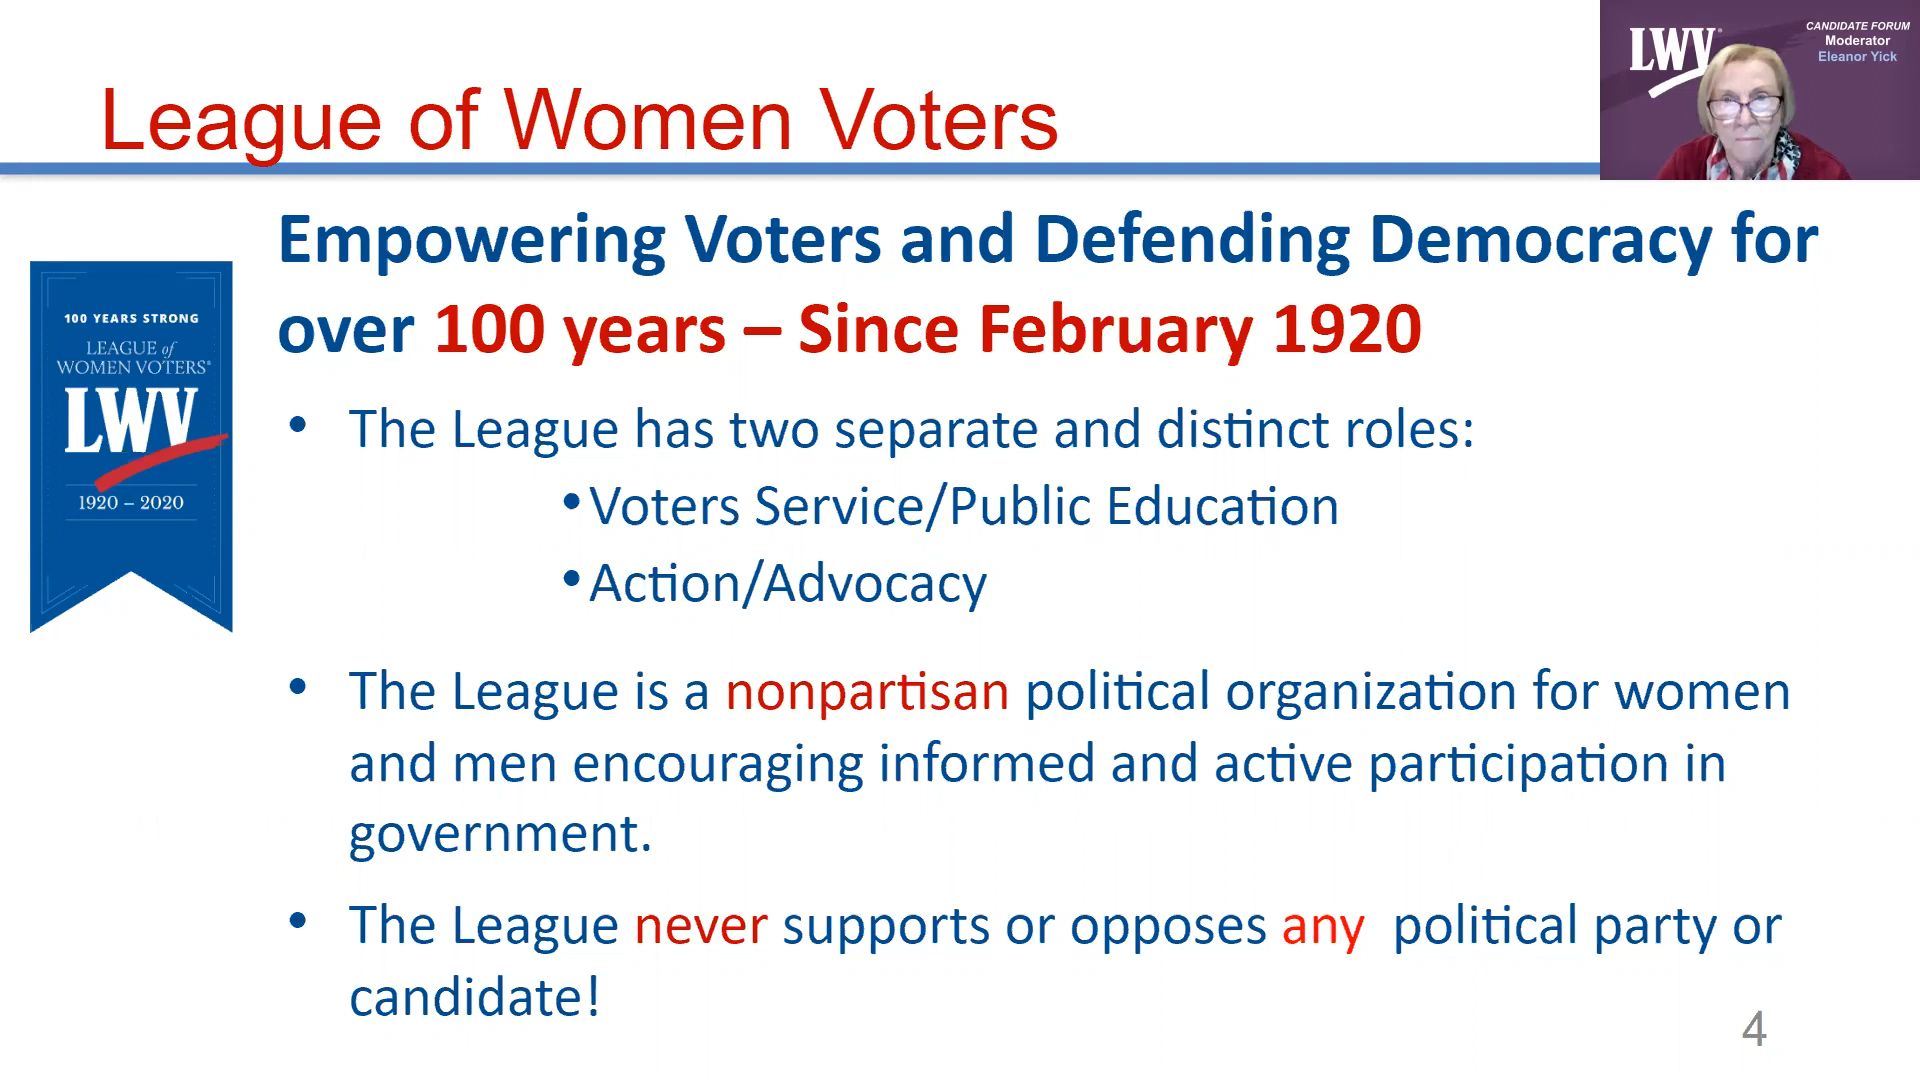 League of Women Voters
LWV
CANDIDATE FORUM
Moderator
Eleanor Yick
Empowering Voters and Defending Democracy for
over 100 years – Since February 1920
100 YEARS STRONG
LEAGUE of
WOMEN VOTERS®
LWV
1920 – 2020
• The League has two separate and distinct roles:
• Voters Service/Public Education
• Action/Advocacy
• The League is a nonpartisan political organization for women
and men encouraging informed and active participation in
government.
• The League never supports or opposes any political party or
candidate!
4